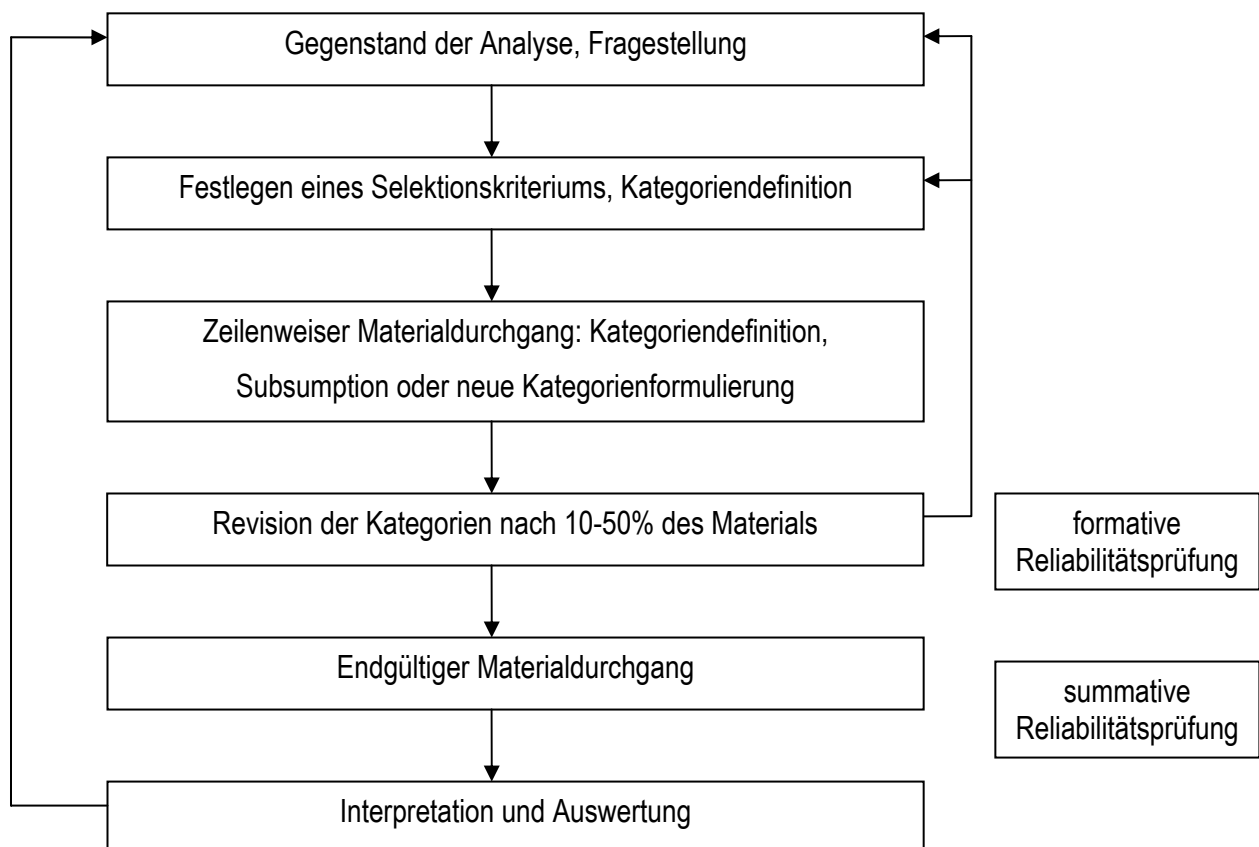 Gegenstand der Analyse, Fragestellung
Festlegen eines Selektionskriteriums, Kategoriendefinition
Zeilenweiser Materialdurchgang: Kategoriendefinition,
Subsumption oder neue Kategorienformulierung
Revision der Kategorien nach 10-50% des Materials
formative
Reliabilitätsprüfung
Endgültiger Materialdurchgang
summative
Reliabilitätsprüfung
Interpretation und Auswertung